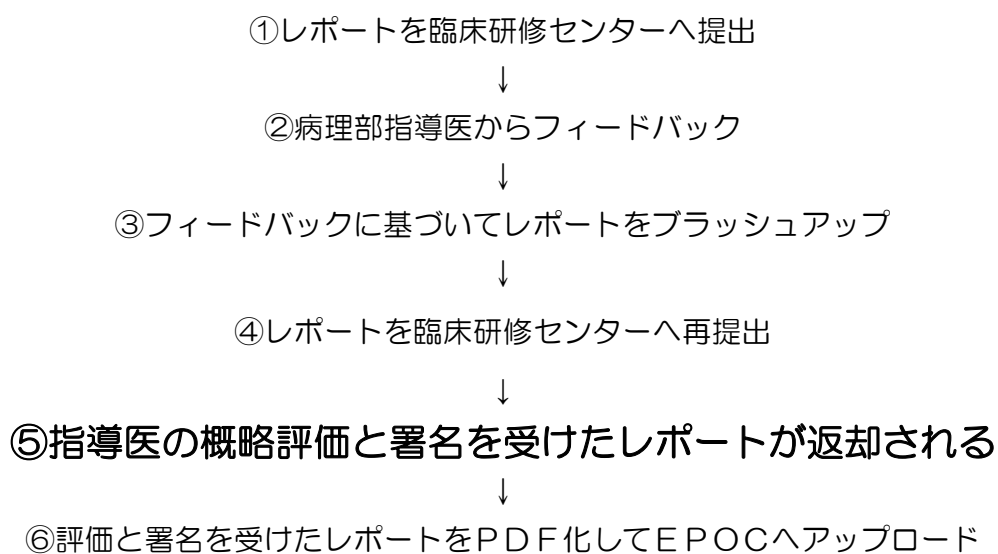 ①レポートを臨床研修センターへ提出
↓
②病理部指導医からフィードバック
↓
③フィードバックに基づいてレポートをブラッシュアップ
↓
④レポートを臨床研修センターへ再提出
↓
⑤指導医の概略評価と署名を受けたレポートが返却される
↓
⑥評価と署名を受けたレポートをPDF化してEPOCへアップロード